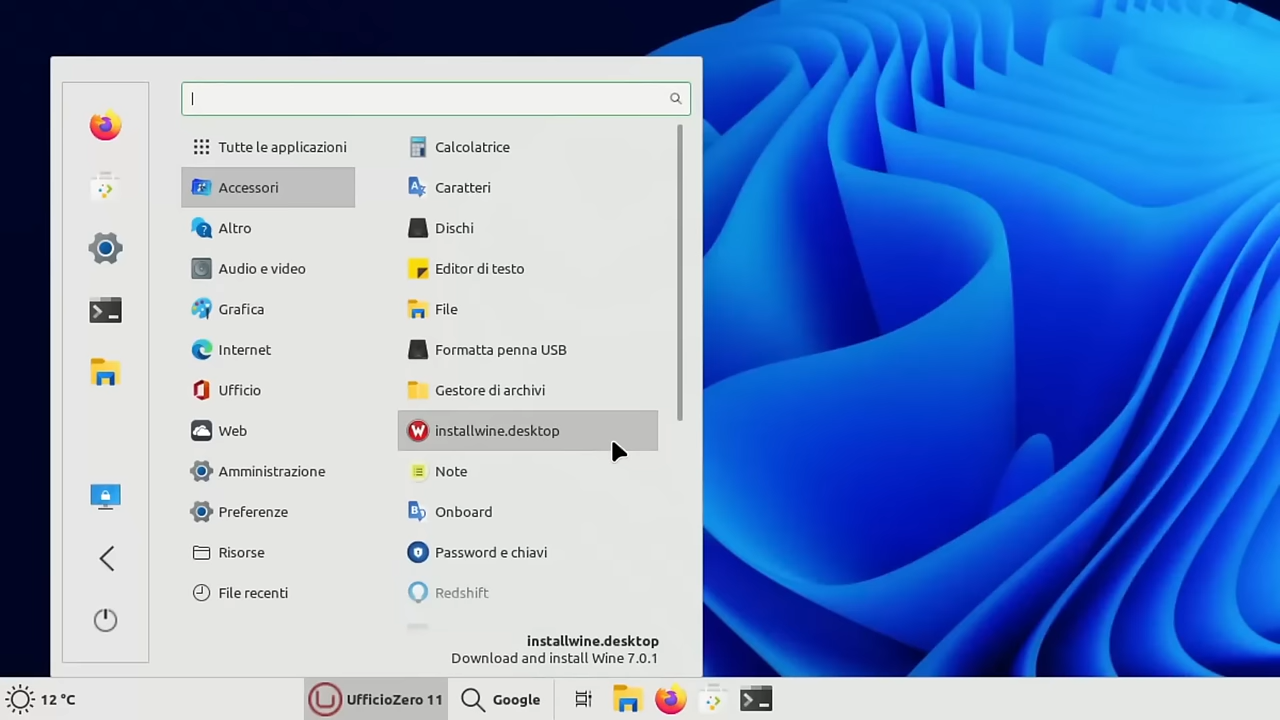 Tutte le applicazioni
Accessori
Altro
Audio e video
Grafica
Internet
Ufficio
Web
Amministrazione
Preferenze
Risorse
File recenti
Calcolatrice
Caratteri
Dischi
Editor di testo
File
Formatta penna USB
Gestore di archivi
installwine.desktop
Note
Onboard
Password e chiavi
Redshift
installwine.desktop
Download and install Wine 7.0.1
12 °C
UfficioZero 11
Google